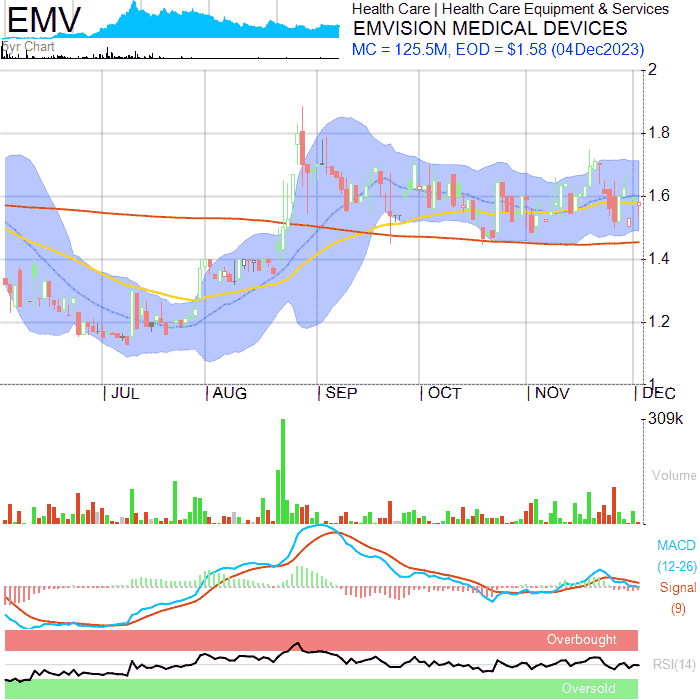 EMV
Health Care | Health Care Equipment & Services
EMVISION MEDICAL DEVICES
MC = 125.5M, EOD = $1.58 (04Dec2023)
5yr Chart
2
1.8
1.6
1.4
1.2
1
JUL
AUG
SEP
OCT
NOV
DEC
309k
Volume
MACD
(12-26)
Signal
(9)
Overbought
RSI(14)
Oversold